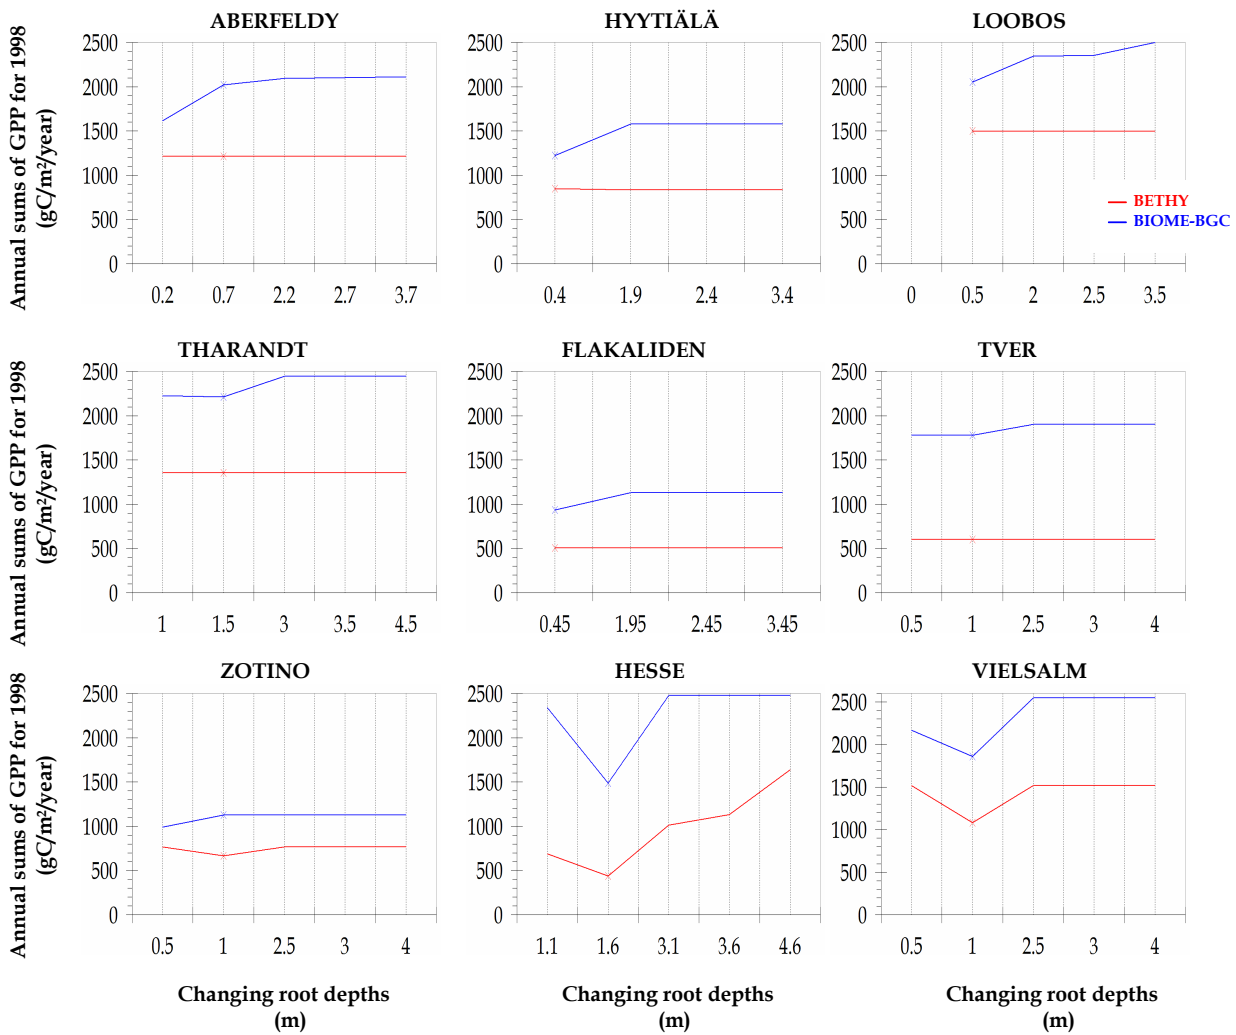 ABERFELDY
HYYTIÄLÄ
LOOBOS
Annual sums of GPP for 1998
(gC/m²/year)
2500
2000
1500
1000
500
0
0.2 0.7 2.2 2.7 3.7
2500
2000
1500
1000
500
0
0.4 1.9 2.4 3.4
2500
2000
1500
1000
500
0
0 0.5 2 2.5 3.5
BETHY
BIOME-BGC
THARANDT
FLAKALIDEN
TVER
Annual sums of GPP for 1998
(gC/m²/year)
2500
2000
1500
1000
500
0
1 1.5 3 3.5 4.5
2500
2000
1500
1000
500
0
0.45 1.95 2.45 3.45
2500
2000
1500
1000
500
0
0.5 1 2.5 3 4
ZOTINO
HESSE
VIELSALM
Annual sums of GPP for 1998
(gC/m²/year)
2500
2000
1500
1000
500
0
0.5 1 2.5 3 4
2500
2000
1500
1000
500
0
1.1 1.6 3.1 3.6 4.6
2500
2000
1500
1000
500
0
0.5 1 2.5 3 4
Changing root depths
(m)
Changing root depths
(m)
Changing root depths
(m)